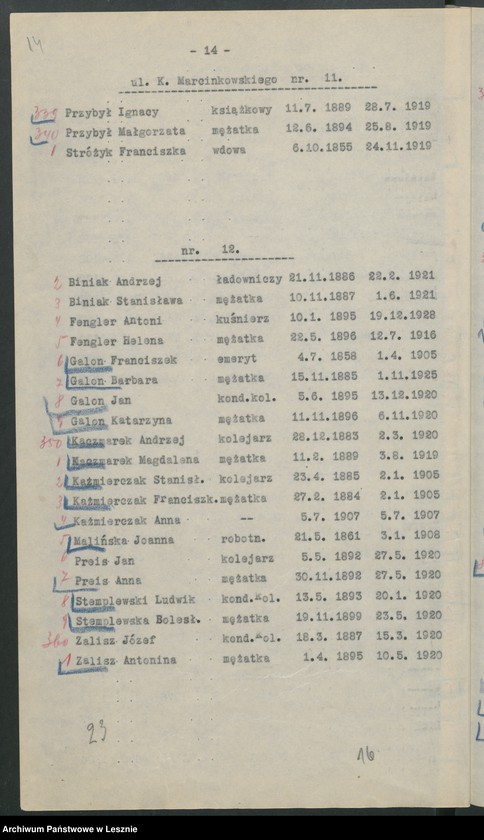 14
- 14 -
ul. K. Marcinkowskiego nr. 11.
339 Przybył Ignacy książkowy 11.7. 1889 28.7. 1919
340 Przybył Małgorzata mężatka 12.6. 1894 25.8. 1919
1 Stróżyk Franciszka wdowa 6.10.1855 24.11.1919
nr. 12.
2 Biniak Andrzej ładowniczy 21.11.1886 22.2. 1921
3 Biniak Stanisława mężatka 10.11.1887 1.6. 1921
4 Fengler Antoni kuśnierz 10.1. 1895 19.12.1928
5 Fengler Helena mężatka 22.5. 1896 12.7. 1916
6 Galon Franciszek emeryt 4.7. 1858 1.4. 1905
7 Galon Barbara mężatka 15.11.1885 1.11.1925
8 Galon Jan kond.kol. 5.6. 1895 13.12.1920
9 Galon Katarzyna mężatka 11.11.1896 6.11.1920
350 Kaczmarek Andrzej kolejarz 28.12.1883 2.3. 1920
1 Kaczmarek Magdalena mężatka 11.2. 1889 3.8. 1919
2 Kaźmierczak Stanisł. kolejarz 23.4. 1885 2.1. 1905
3 Kaźmierczak Franciszk.mężatka 27.2. 1884 2.1. 1905
4 Kaźmierczak Anna -- 5.7. 1907 5.7. 1907
5 Malińska Joanna robotn. 21.5. 1861 3.1. 1908
6 Preis Jan kolejarz 5.5. 1892 27.5. 1920
7 Preis Anna mężatka 30.11.1892 27.5. 1920
8 Stemplewski Ludwik kond.kol. 13.5. 1893 20.1. 1920
9 Stemplewska Bolesł. mężatka 19.11.1899 23.5. 1920
360 Zalisz Józef kond.kol. 18.3. 1887 15.3. 1920
1 Zalisz Antonina mężatka 1.4. 1895 10.5. 1920
23
16
Archiwum Państwowe w Lesznie